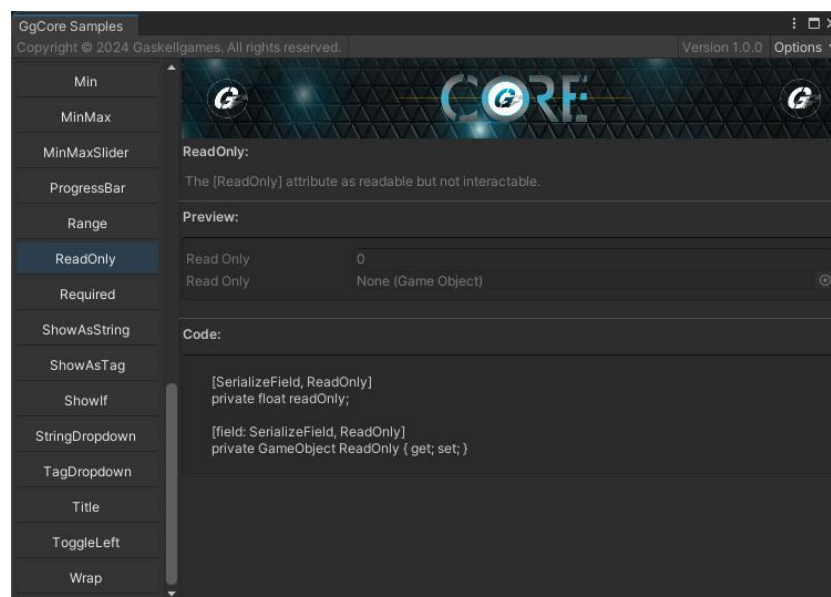 GgCore Samples
Copyright © 2024 Gaskellgames. All rights reserved.
Version 1.0.0
Options
Min
MinMax
MinMaxSlider
ProgressBar
Range
ReadOnly
Required
ShowAsString
ShowAsTag
ShowIf
StringDropdown
TagDropdown
Title
ToggleLeft
Wrap
G
CORE
G
ReadOnly:
The [ReadOnly] attribute as readable but not interactable.
Preview:
Read Only 0
Read Only None (Game Object)
Code:
[SerializeField, ReadOnly]
private float readOnly;
[field: SerializeField, ReadOnly]
private GameObject ReadOnly { get; set; }